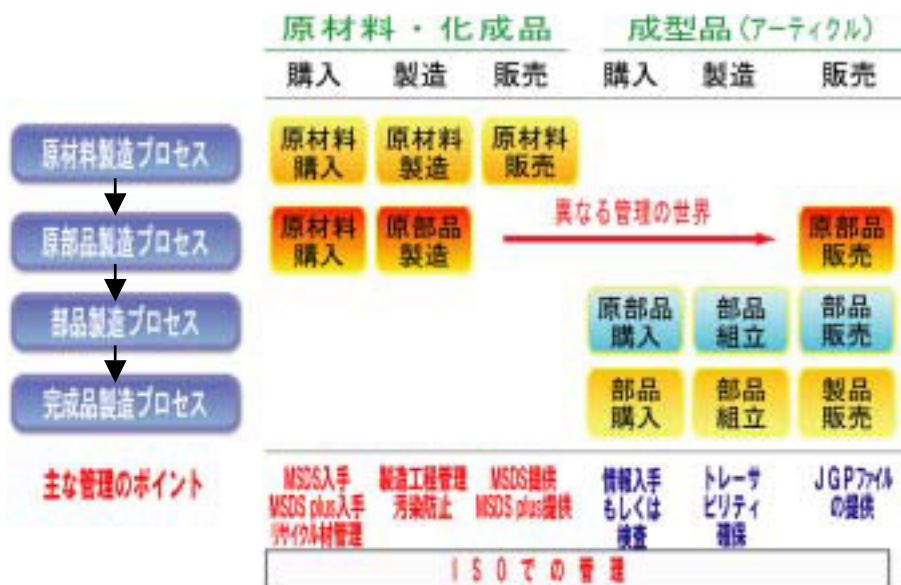 原材料・化成品
成型品(アーティクル)
購入 製造 販売 購入 製造 販売
原材料製造プロセス
原材料
購入
原材料
製造
原材料
販売
原部品製造プロセス
原材料
購入
原部品
製造
異なる管理の世界
原部品
販売
部品製造プロセス
原部品
購入
部品
組立
部品
販売
完成品製造プロセス
部品
購入
部品
組立
製品
販売
主な管理のポイント
MSDS入手
MSDS plus入手
リサイクル材管理
製造工程管理
汚染防止
MSDS提供
MSDS plus提供
情報入手
もしくは
検査
トレーサ
ビリティ
確保
JGPファイル
の提供
ISOでの管理